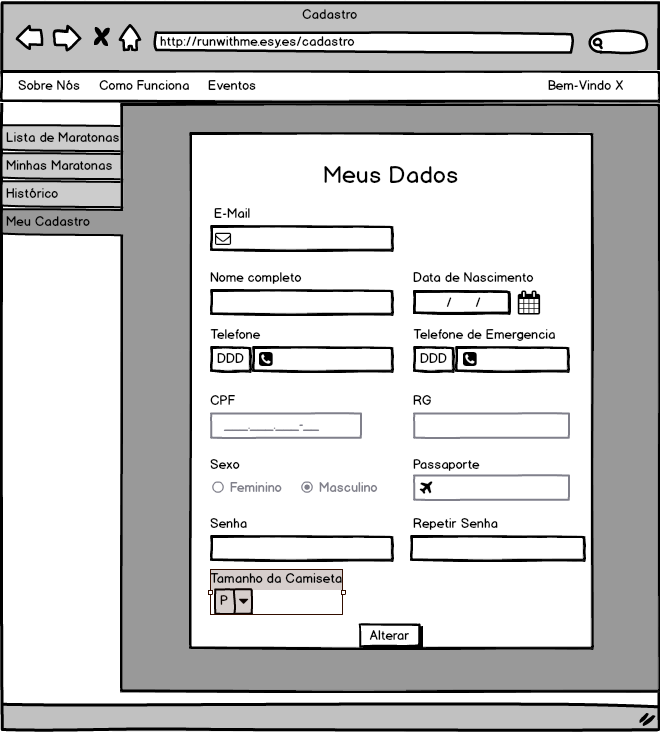 Cadastro
http://runwithme.esy.es/cadastro
Sobre Nós Como Funciona Eventos Bem-Vindo X
Lista de Maratonas
Minhas Maratonas
Histórico
Meu Cadastro
Meus Dados
E-Mail
Nome completo Data de Nascimento
/ /
Telefone Telefone de Emergencia
DDD DDD
CPF RG
___.___.___-__
Sexo Passaporte
Feminino Masculino
Senha Repetir Senha
Tamanho da Camiseta
P
Alterar